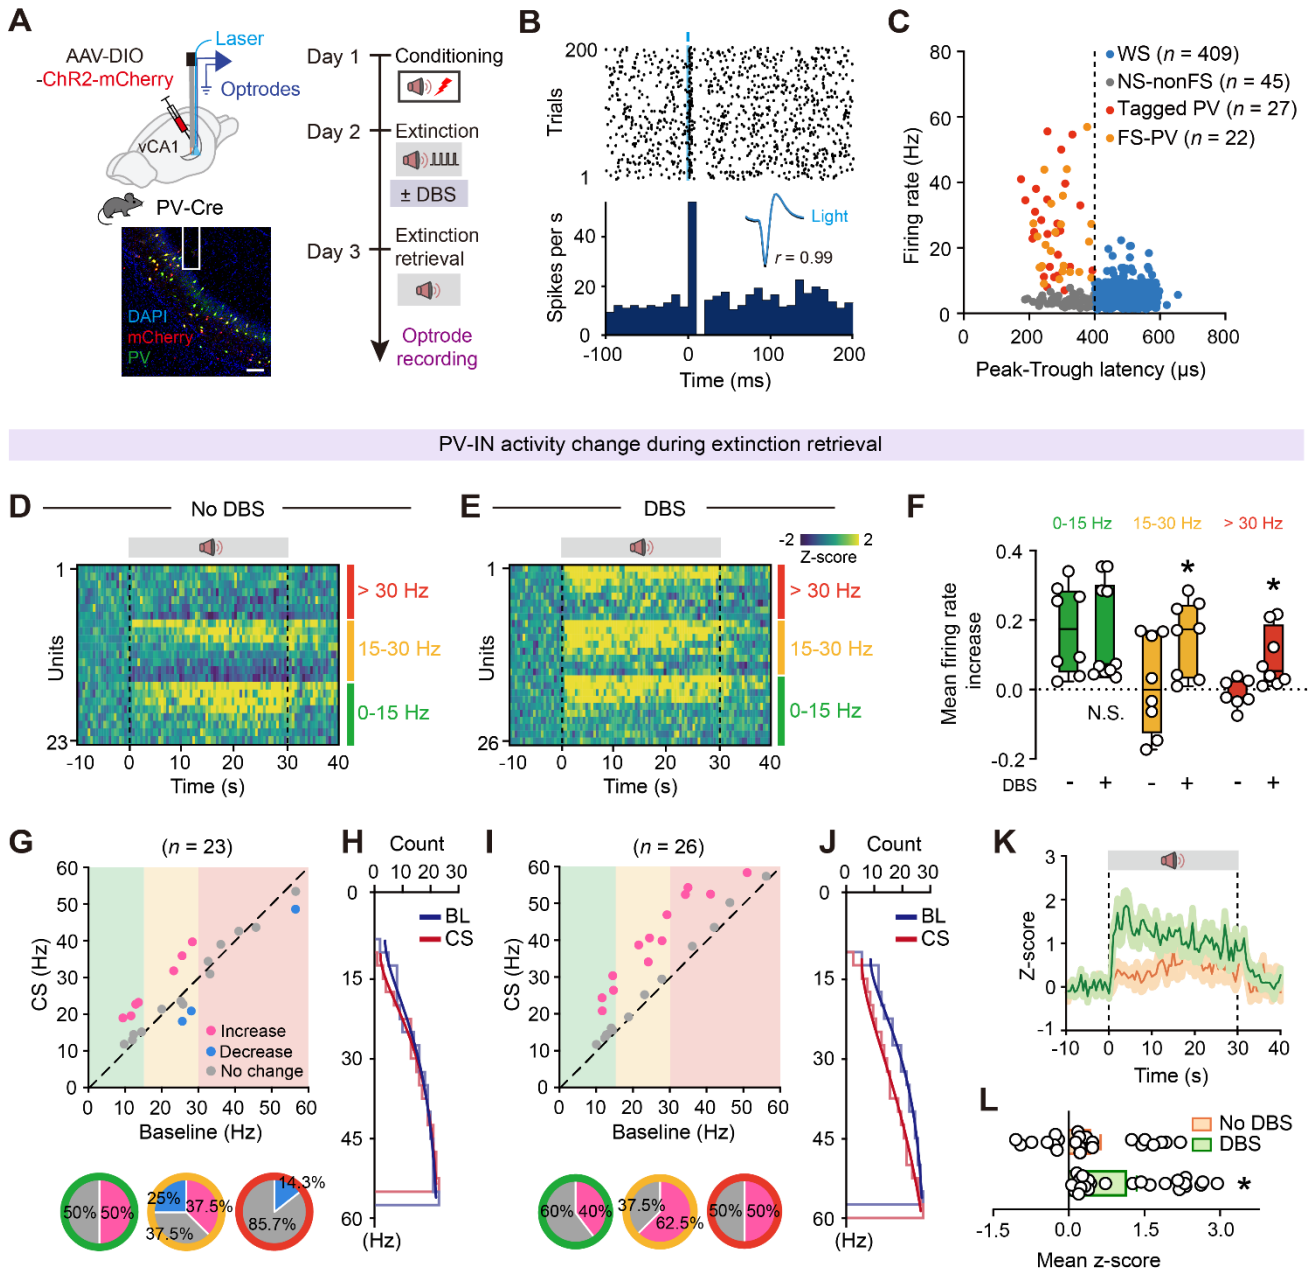 A
AAV-DIO
-ChR2-mCherry
Laser
Optrodes
vCA1
PV-Cre
DAPI
mCherry
PV
Day 1
Conditioning
Day 2
Extinction
± DBS
Day 3
Extinction
retrieval
Optrode
recording
B
200
Trials
1
Spikes per s
40
20
0
Light
r = 0.99
-100
0
100
200
Time (ms)
C
80
60
40
20
0
Firing rate (Hz)
WS (n = 409)
NS-nonFS (n = 45)
Tagged PV (n = 27)
FS-PV (n = 22)
0
200
400
600
800
Peak-Trough latency (μs)
PV-IN activity change during extinction retrieval
D
No DBS
1
Units
23
> 30 Hz
15-30 Hz
0-15 Hz
-10
0
10
20
30
40
Time (s)
E
DBS
-2
2
Z-score
1
Units
26
> 30 Hz
15-30 Hz
0-15 Hz
-10
0
10
20
30
40
Time (s)
F
0-15 Hz
15-30 Hz
> 30 Hz
Mean firing rate
increase
0.4
0.2
0.0
-0.2
N.S.
*
*
DBS
-
+
-
+
-
+
G
(n = 23)
60
50
40
30
20
10
0
CS (Hz)
Increase
Decrease
No change
0
10
20
30
40
50
60
Baseline (Hz)
50%
50%
25%
37.5%
37.5%
14.3%
85.7%
H
Count
0
10
20
30
0
15
30
45
60
(Hz)
BL
CS
I
(n = 26)
60
50
40
30
20
10
0
CS (Hz)
0
10
20
30
40
50
60
Baseline (Hz)
60%
40%
37.5%
62.5%
50%
50%
J
Count
0
10
20
30
0
15
30
45
60
(Hz)
BL
CS
K
3
2
1
0
-1
Z-score
-10
0
10
20
30
40
Time (s)
L
No DBS
DBS
*
-1.5
0.0
1.5
3.0
Mean z-score